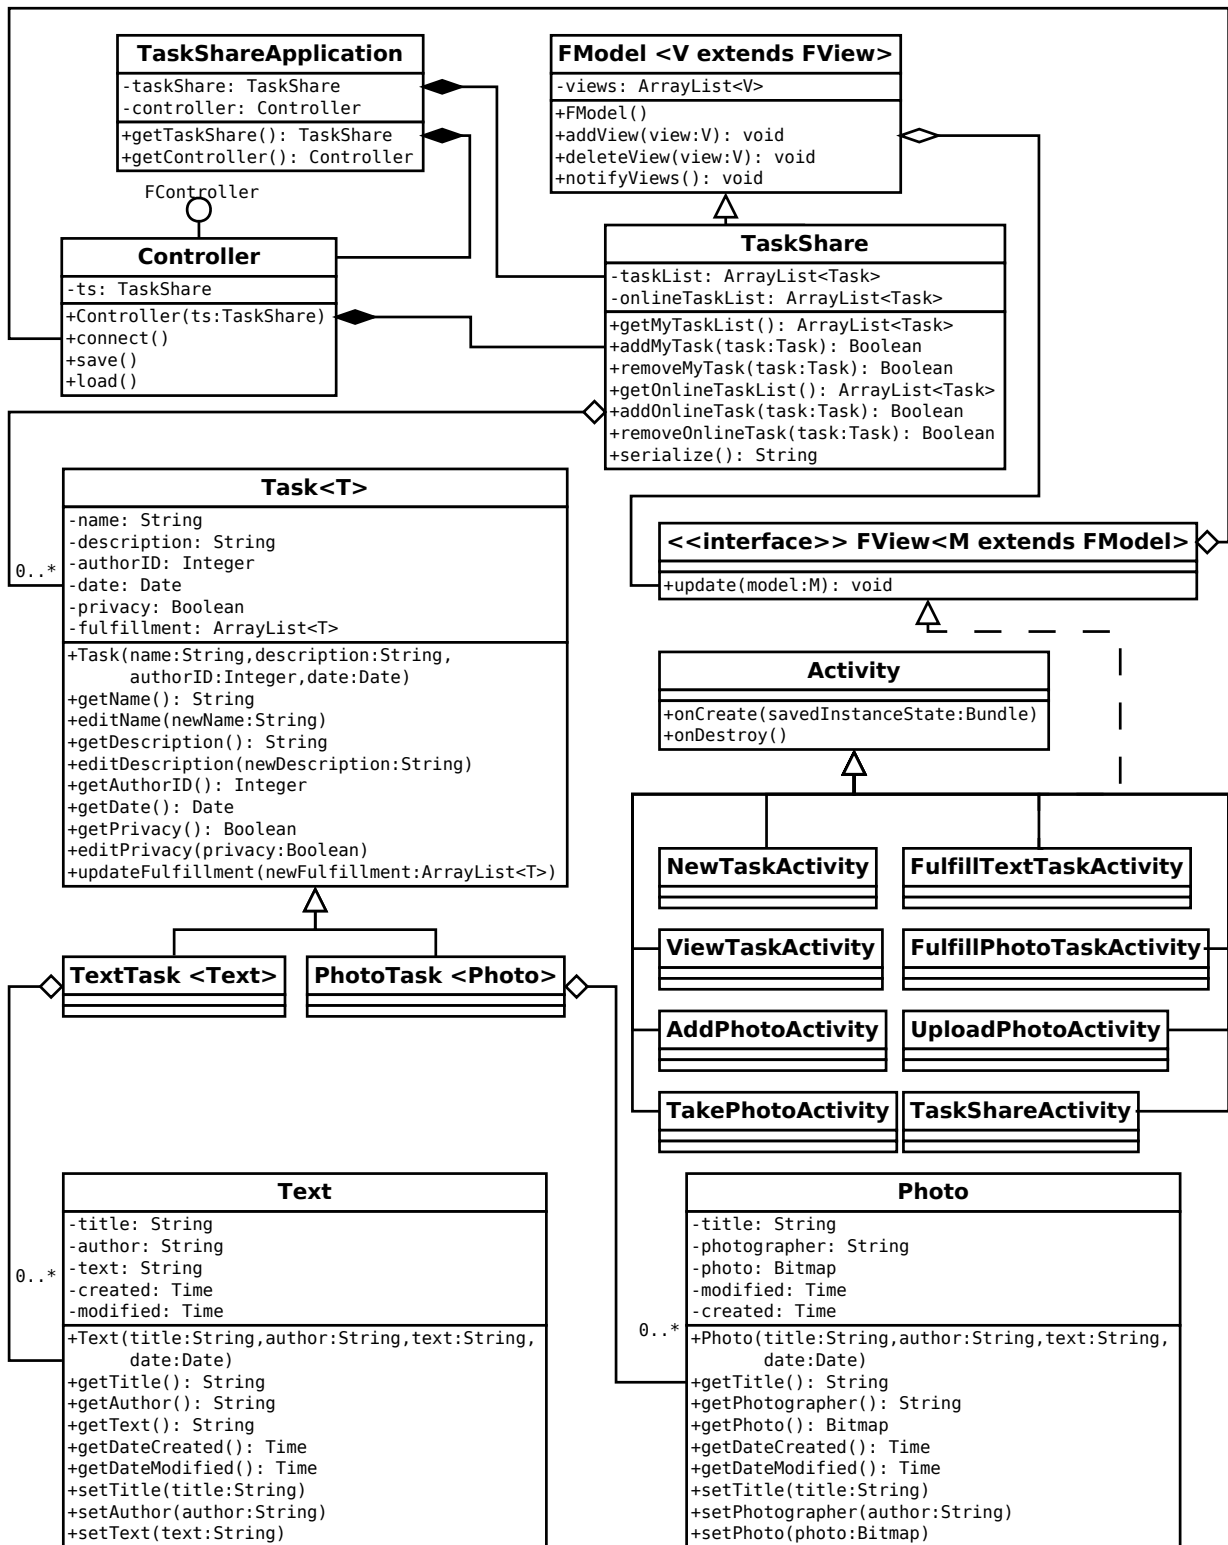 TaskShareApplication
-taskShare: TaskShare
-controller: Controller
+getTaskShare(): TaskShare
+getController(): Controller
FModel <V extends FView>
-views: ArrayList<V>
+FModel()
+addView(view:V): void
+deleteView(view:V): void
+notifyViews(): void
FController
Controller
-ts: TaskShare
+Controller(ts:TaskShare)
+connect()
+save()
+load()
TaskShare
-taskList: ArrayList<Task>
-onlineTaskList: ArrayList<Task>
+getMyTaskList(): ArrayList<Task>
+addMyTask(task:Task): Boolean
+removeMyTask(task:Task): Boolean
+getOnlineTaskList(): ArrayList<Task>
+addOnlineTask(task:Task): Boolean
+removeOnlineTask(task:Task): Boolean
+serialize(): String
Task<T>
-name: String
-description: String
-authorID: Integer
-date: Date
-privacy: Boolean
-fulfillment: ArrayList<T>
+Task(name:String,description:String,
authorID:Integer,date:Date)
+getName(): String
+editName(newName:String)
+getDescription(): String
+editDescription(newDescription:String)
+getAuthorID(): Integer
+getDate(): Date
+getPrivacy(): Boolean
+editPrivacy(privacy:Boolean)
+updateFulfillment(newFulfillment:ArrayList<T>)
0..*
<<interface>> FView<M extends FModel>
+update(model:M): void
Activity
+onCreate(savedInstanceState:Bundle)
+onDestroy()
NewTaskActivity
FulfillTextTaskActivity
ViewTaskActivity
FulfillPhotoTaskActivity
AddPhotoActivity
UploadPhotoActivity
TakePhotoActivity
TaskShareActivity
TextTask <Text>
PhotoTask <Photo>
Text
-title: String
-author: String
-text: String
-created: Time
-modified: Time
+Text(title:String,author:String,text:String,
date:Date)
+getTitle(): String
+getAuthor(): String
+getText(): String
+getDateCreated(): Time
+getDateModified(): Time
+setTitle(title:String)
+setAuthor(author:String)
+setText(text:String)
0..*
Photo
-title: String
-photographer: String
-photo: Bitmap
-modified: Time
-created: Time
+Photo(title:String,author:String,text:String,
date:Date)
+getTitle(): String
+getPhotographer(): String
+getPhoto(): Bitmap
+getDateCreated(): Time
+getDateModified(): Time
+setTitle(title:String)
+setPhotographer(author:String)
+setPhoto(photo:Bitmap)
0..*